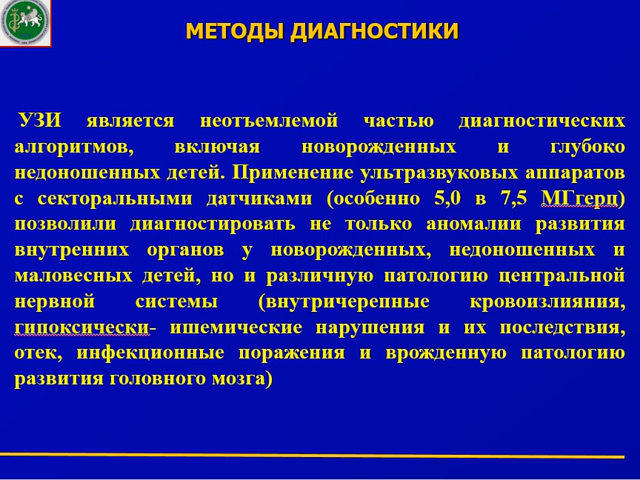 МЕТОДЫ ДИАГНОСТИКИ
УЗИ является неотъемлемой частью диагностических
алгоритмов, включая новорожденных и глубоко
недоношенных детей. Применение ультразвуковых аппаратов
с секторальными датчиками (особенно 5,0 в 7,5 МГгерц)
позволили диагностировать не только аномалии развития
внутренних органов у новорожденных, недоношенных и
маловесных детей, но и различную патологию центральной
нервной системы (внутричерепные кровоизлияния,
гипоксически- ишемические нарушения и их последствия,
отек, инфекционные поражения и врожденную патологию
развития головного мозга)